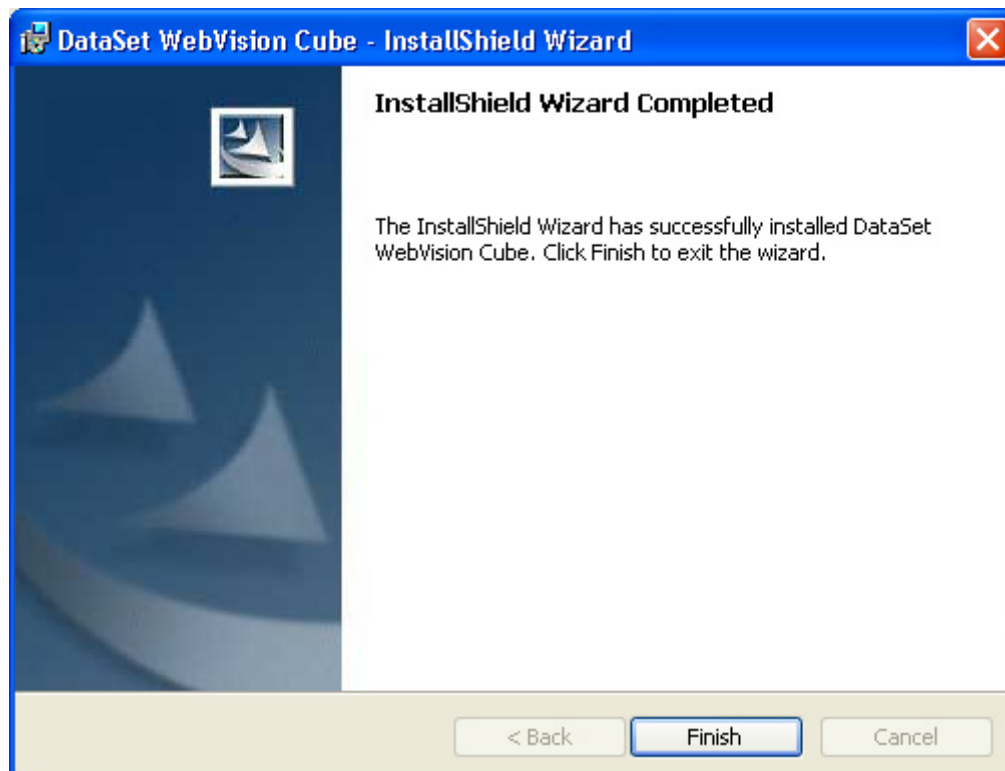 DataSet WebVision Cube - InstallShield Wizard
InstallShield Wizard Completed
The InstallShield Wizard has successfully installed DataSet
WebVision Cube. Click Finish to exit the wizard.
< Back
Finish
Cancel